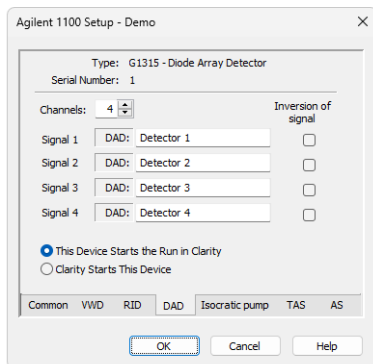 Agilent 1100 Setup - Demo
Type: G1315 - Diode Array Detector
Serial Number: 1
Channels: 4
Inversion of signal
Signal 1 DAD: Detector 1
Signal 2 DAD: Detector 2
Signal 3 DAD: Detector 3
Signal 4 DAD: Detector 4
This Device Starts the Run in Clarity
Clarity Starts This Device
Common VWD RID DAD Isocratic pump TAS AS
OK Cancel Help